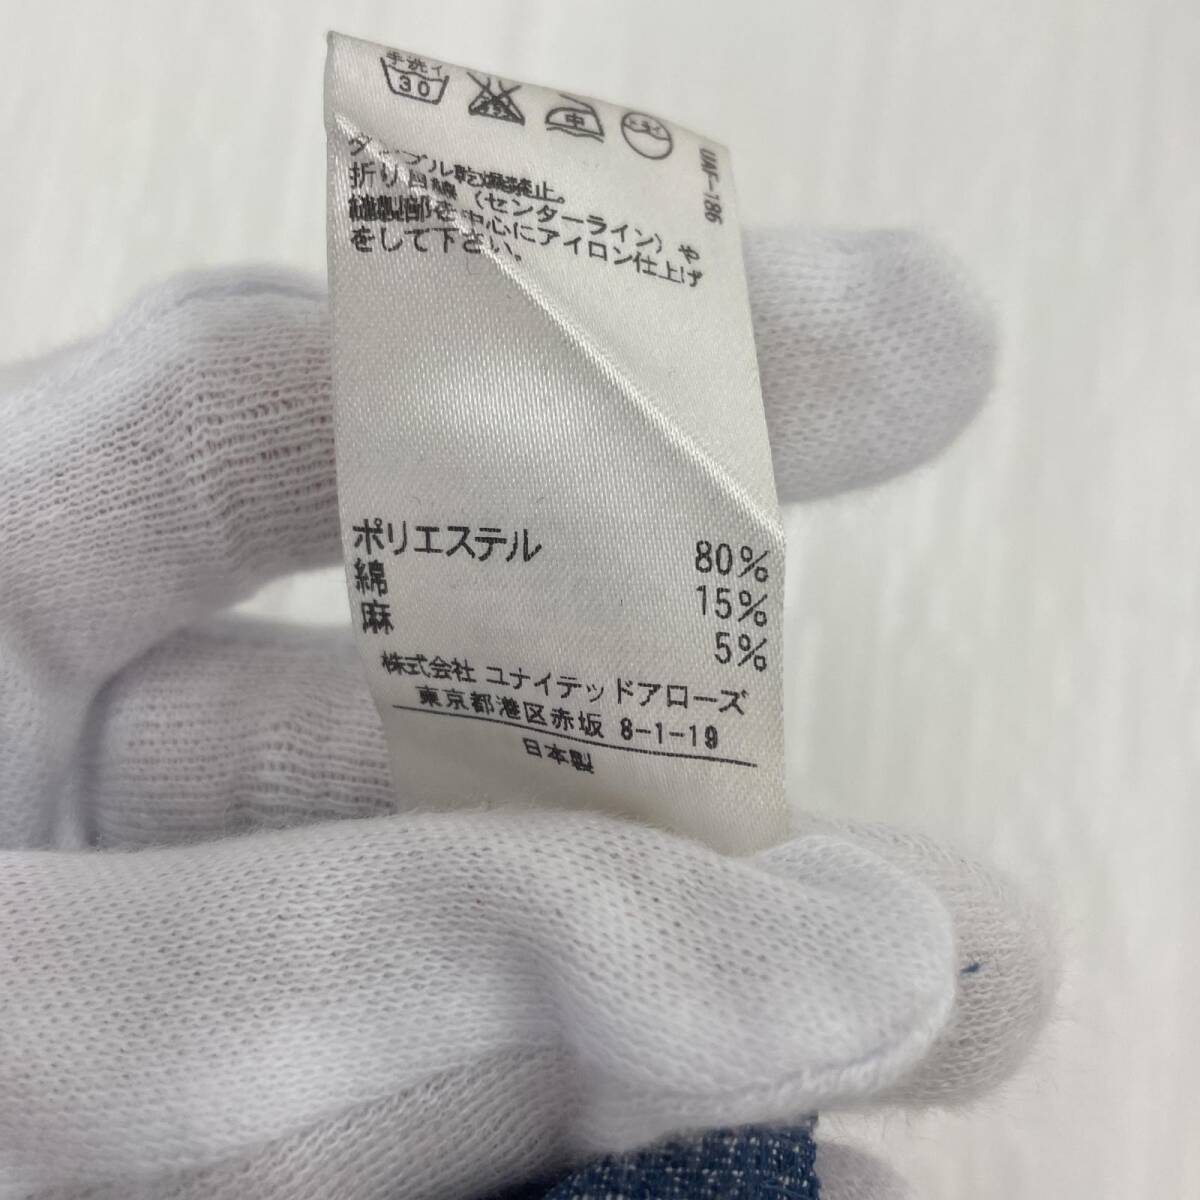 手洗イ
30
中
UAF-186
タンブル乾燥禁止。
折り目線(センターライン)や
縫製部を中心にアイロン仕上げ
をして下さい。
ポリエステル 80%
綿 15%
麻 5%
株式会社 ユナイテッドアローズ
東京都港区赤坂 8-1-19
日本製